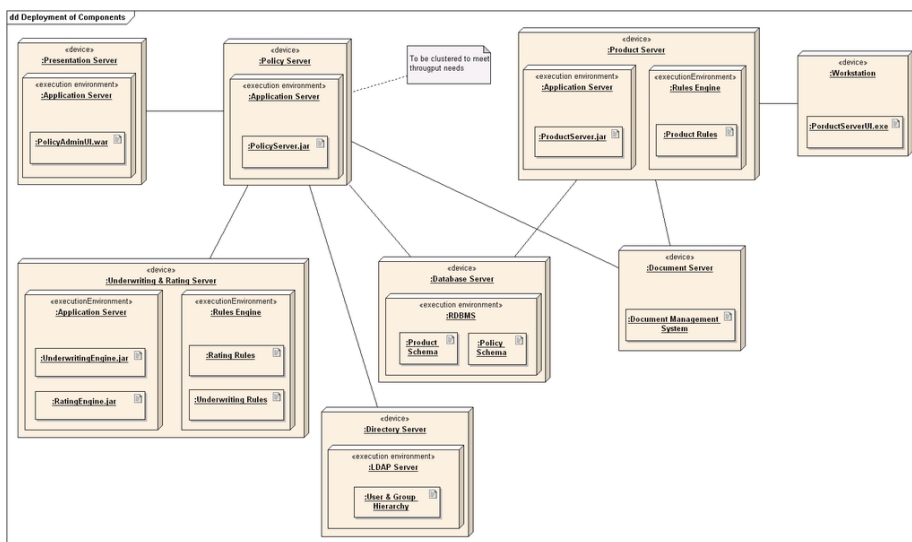 dd Deployment of Components
«device»
:Presentation Server
«execution environment»
:Application Server
:PolicyAdminUI.war
«device»
:Policy Server
«execution environment»
:Application Server
:PolicyServer.jar
To be clustered to meet
througput needs
«device»
:Product Server
«execution environment»
:Application Server
:ProductServer.jar
«executionEnvironment»
:Rules Engine
:Product Rules
«device»
:Workstation
:PorductServerUI.exe
«device»
:Underwriting & Rating Server
«executionEnvironment»
:Application Server
:UnderwritingEngine.jar
:RatingEngine.jar
«executionEnvironment»
:Rules Engine
:Rating Rules
:Underwriting Rules
«device»
:Database Server
«execution environment»
:RDBMS
:Product
Schema
:Policy
Schema
«device»
:Document Server
:Document Management
System
«device»
:Directory Server
«execution environment»
:LDAP Server
:User & Group
Hierarchy